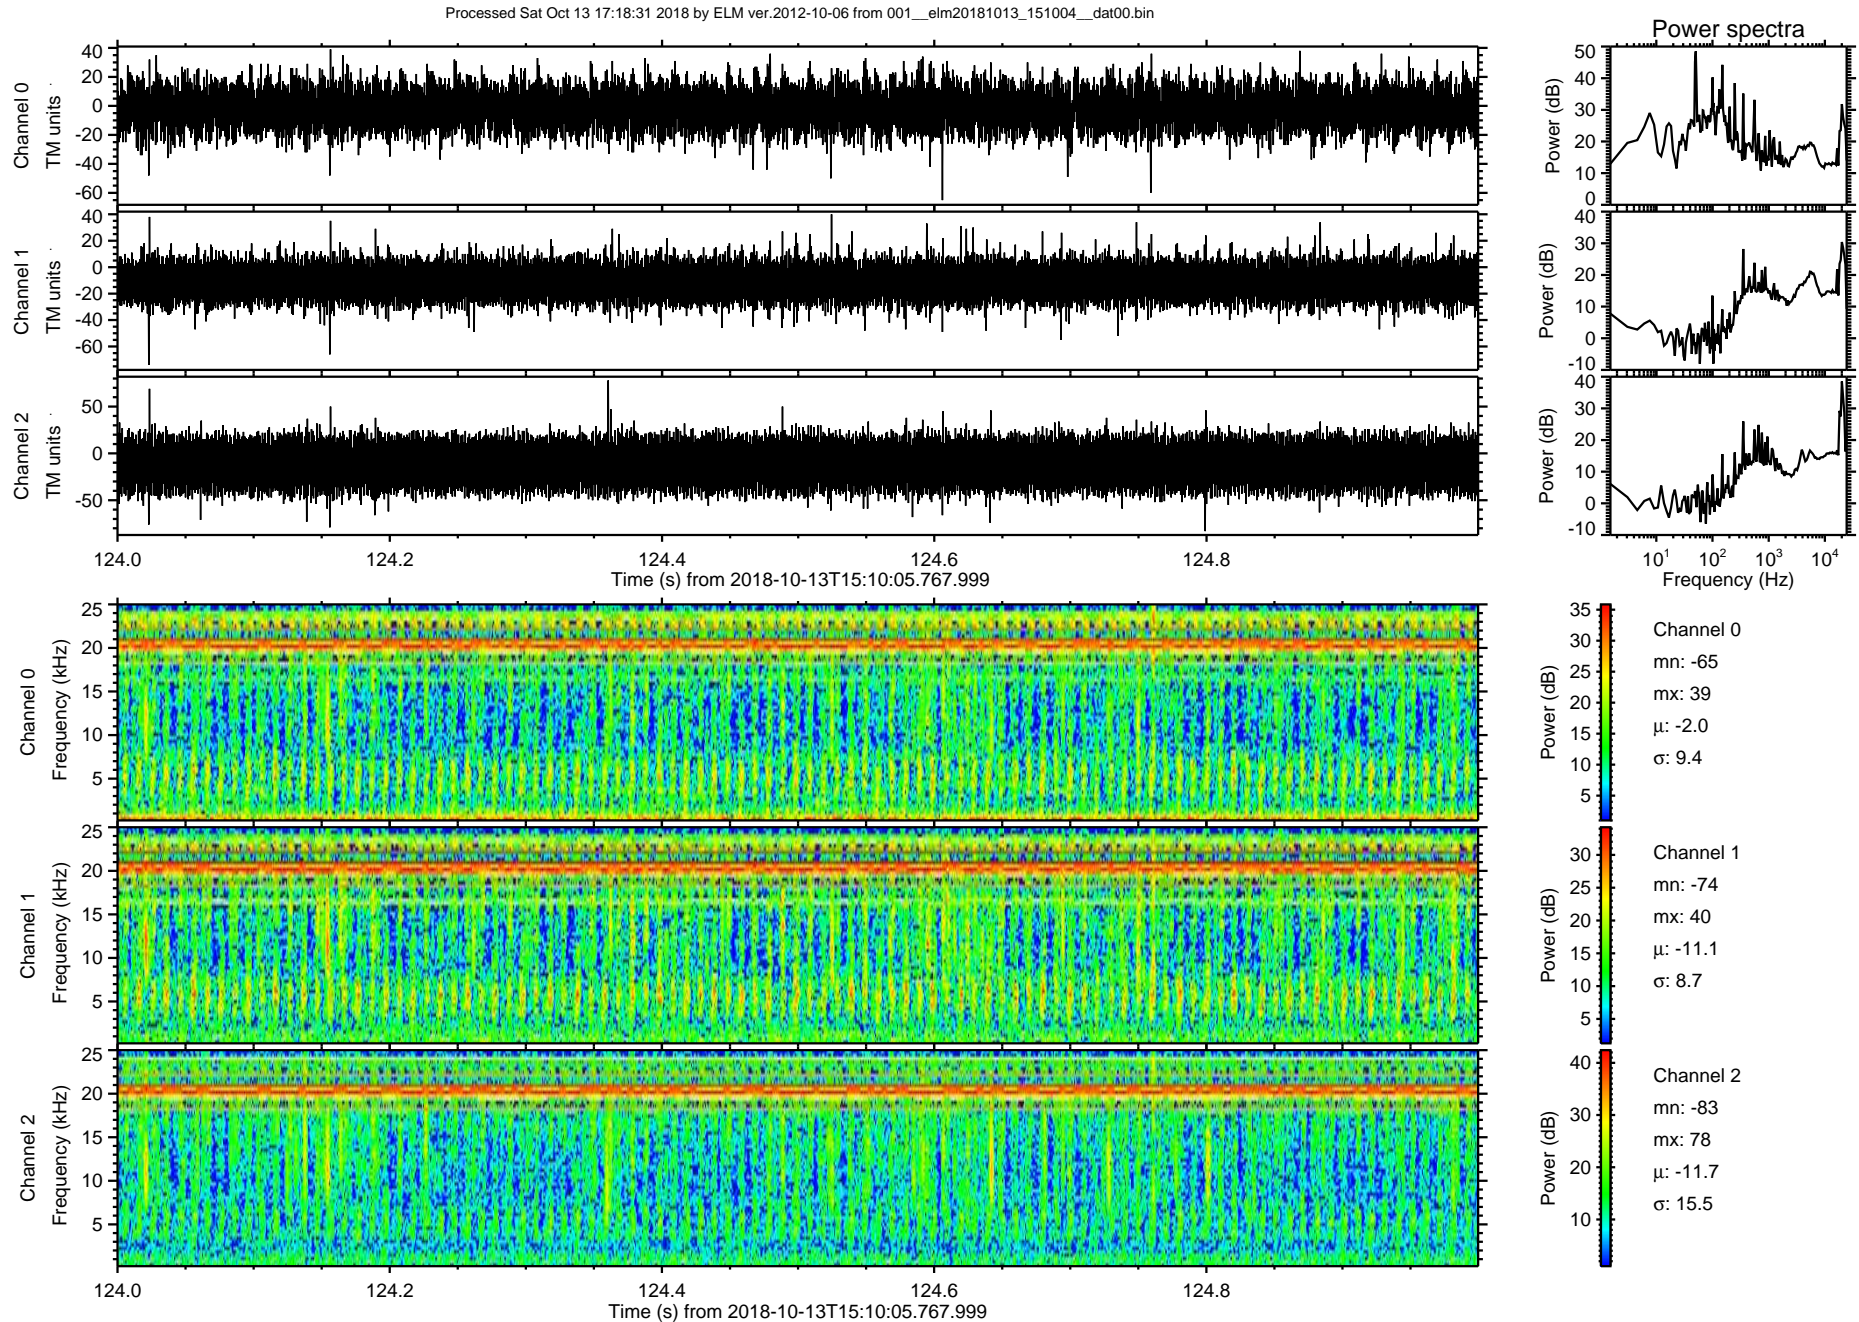 Processed Sat Oct 13 17:18:31 2018 by ELM ver.2012-10-06 from 001__elm20181013_151004__dat00.bin
Power spectra
Channel 0
TM units
40
20
0
-20
-40
-60
Power (dB)
50
40
30
20
10
0
Channel 1
TM units
40
20
0
-20
-40
-60
Power (dB)
40
30
20
10
0
-10
Channel 2
TM units
50
0
-50
Power (dB)
40
30
20
10
0
-10
124.0 124.2 124.4 124.6 124.8
Time (s) from 2018-10-13T15:10:05.767.999
10^1 10^2 10^3 10^4
Frequency (Hz)
Channel 0
Frequency (kHz)
25
20
15
10
5
Power (dB)
35
30
25
20
15
10
5
Channel 0
mn: -65
mx: 39
μ: -2.0
σ: 9.4
Channel 1
Frequency (kHz)
25
20
15
10
5
Power (dB)
30
25
20
15
10
5
Channel 1
mn: -74
mx: 40
μ: -11.1
σ: 8.7
Channel 2
Frequency (kHz)
25
20
15
10
5
Power (dB)
40
30
20
10
Channel 2
mn: -83
mx: 78
μ: -11.7
σ: 15.5
124.0 124.2 124.4 124.6 124.8
Time (s) from 2018-10-13T15:10:05.767.999